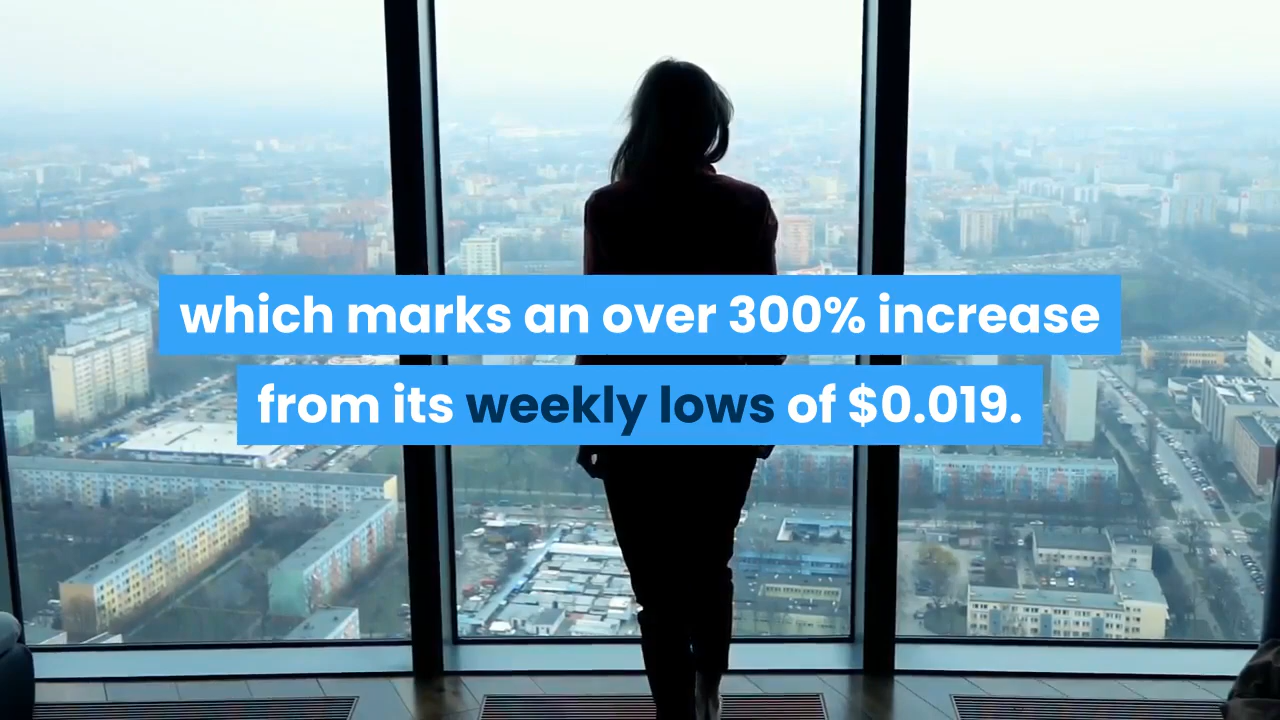 which marks an over 300% increase
from its weekly lows of $0.019.